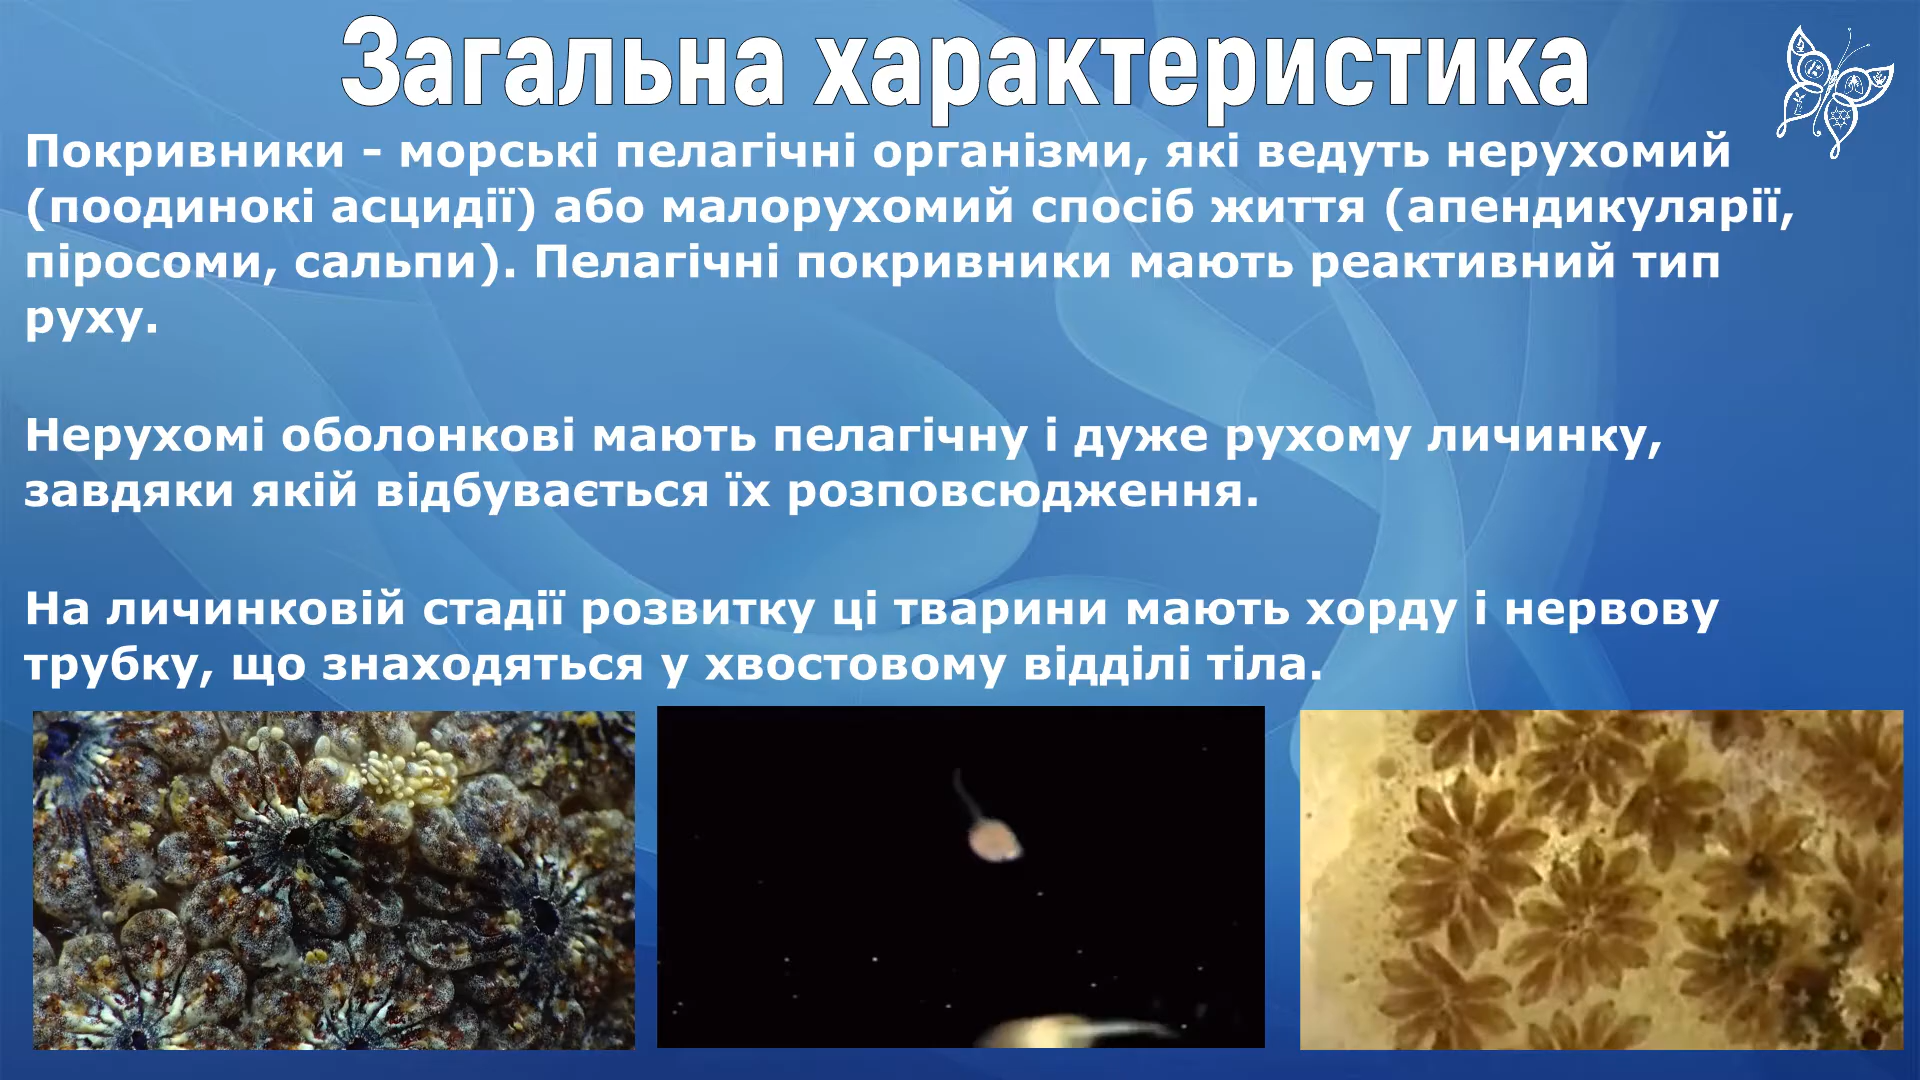 Загальна характеристика
Покривники - морські пелагічні організми, які ведуть нерухомий
(поодинокі асцидії) або малорухомий спосіб життя (апендикулярії,
піросоми, сальпи). Пелагічні покривники мають реактивний тип
руху.
Нерухомі оболонкові мають пелагічну і дуже рухому личинку,
завдяки якій відбувається їх розповсюдження.
На личинковій стадії розвитку ці тварини мають хорду і нервову
трубку, що знаходяться у хвостовому відділі тіла.